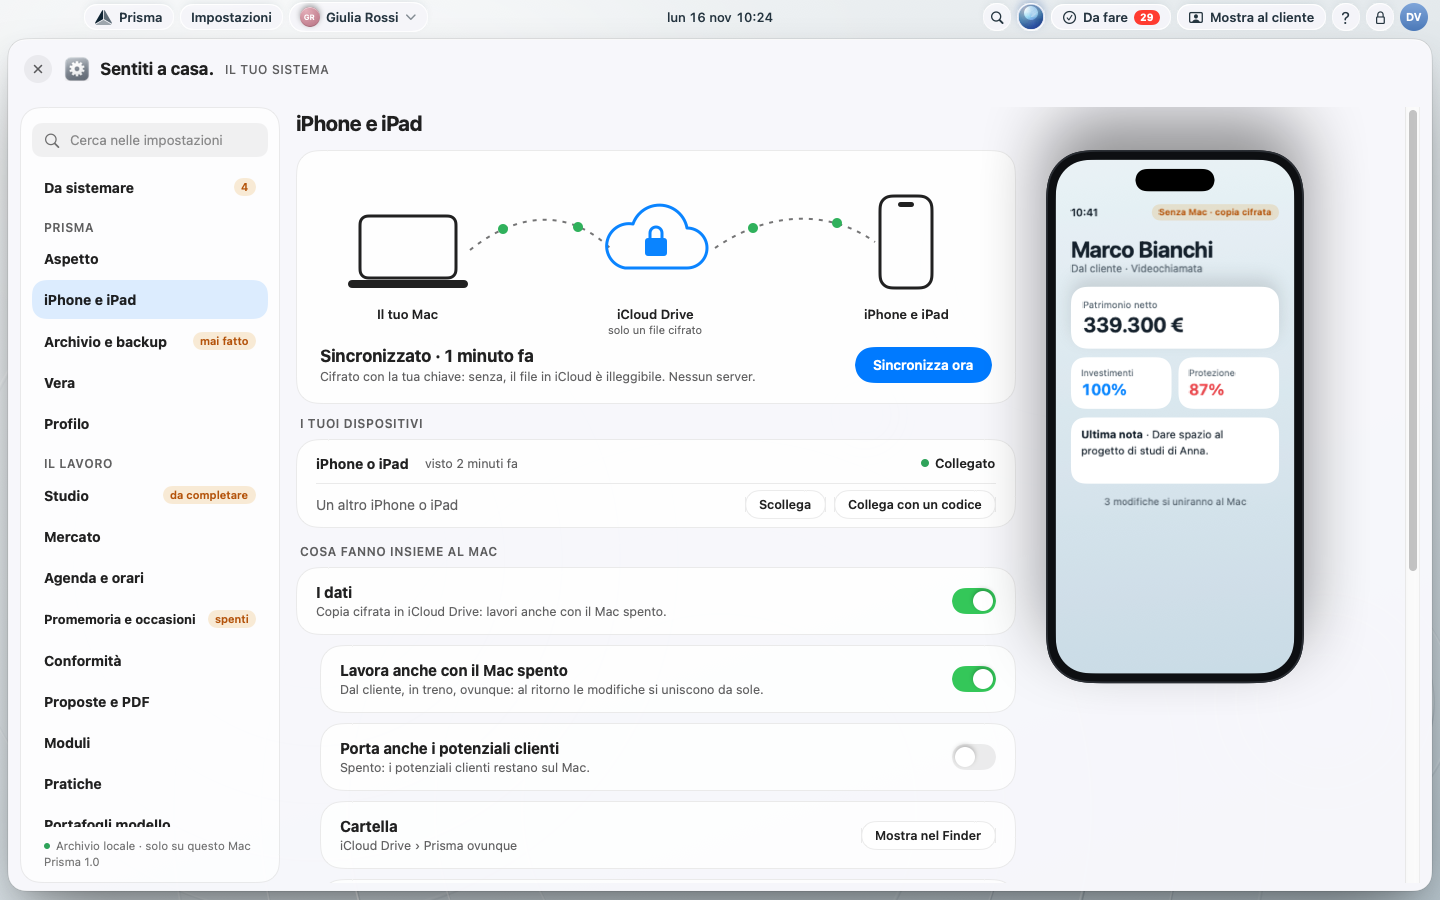 Prisma
Impostazioni
GR Giulia Rossi
lun 16 nov 10:24
Da fare 29
Mostra al cliente
?
DV
Sentiti a casa. IL TUO SISTEMA
Cerca nelle impostazioni
Da sistemare 4
PRISMA
Aspetto
iPhone e iPad
Archivio e backup mai fatto
Vera
Profilo
IL LAVORO
Studio da completare
Mercato
Agenda e orari
Promemoria e occasioni spenti
Conformità
Proposte e PDF
Moduli
Pratiche
Portafogli modello
Archivio locale · solo su questo Mac
Prisma 1.0
iPhone e iPad
Il tuo Mac
iCloud Drive
solo un file cifrato
iPhone e iPad
Sincronizzato · 1 minuto fa
Cifrato con la tua chiave: senza, il file in iCloud è illeggibile. Nessun server.
Sincronizza ora
I TUOI DISPOSITIVI
iPhone o iPad visto 2 minuti fa Collegato
Un altro iPhone o iPad Scollega Collega con un codice
COSA FANNO INSIEME AL MAC
I dati
Copia cifrata in iCloud Drive: lavori anche con il Mac spento.
Lavora anche con il Mac spento
Dal cliente, in treno, ovunque: al ritorno le modifiche si uniscono da sole.
Porta anche i potenziali clienti
Spento: i potenziali clienti restano sul Mac.
Cartella
iCloud Drive › Prisma ovunque
Mostra nel Finder
10:41 Senza Mac · copia cifrata
Marco Bianchi
Dal cliente · Videochiamata
Patrimonio netto
339.300 €
Investimenti
100%
Protezione
87%
Ultima nota · Dare spazio al
progetto di studi di Anna.
3 modifiche si uniranno al Mac